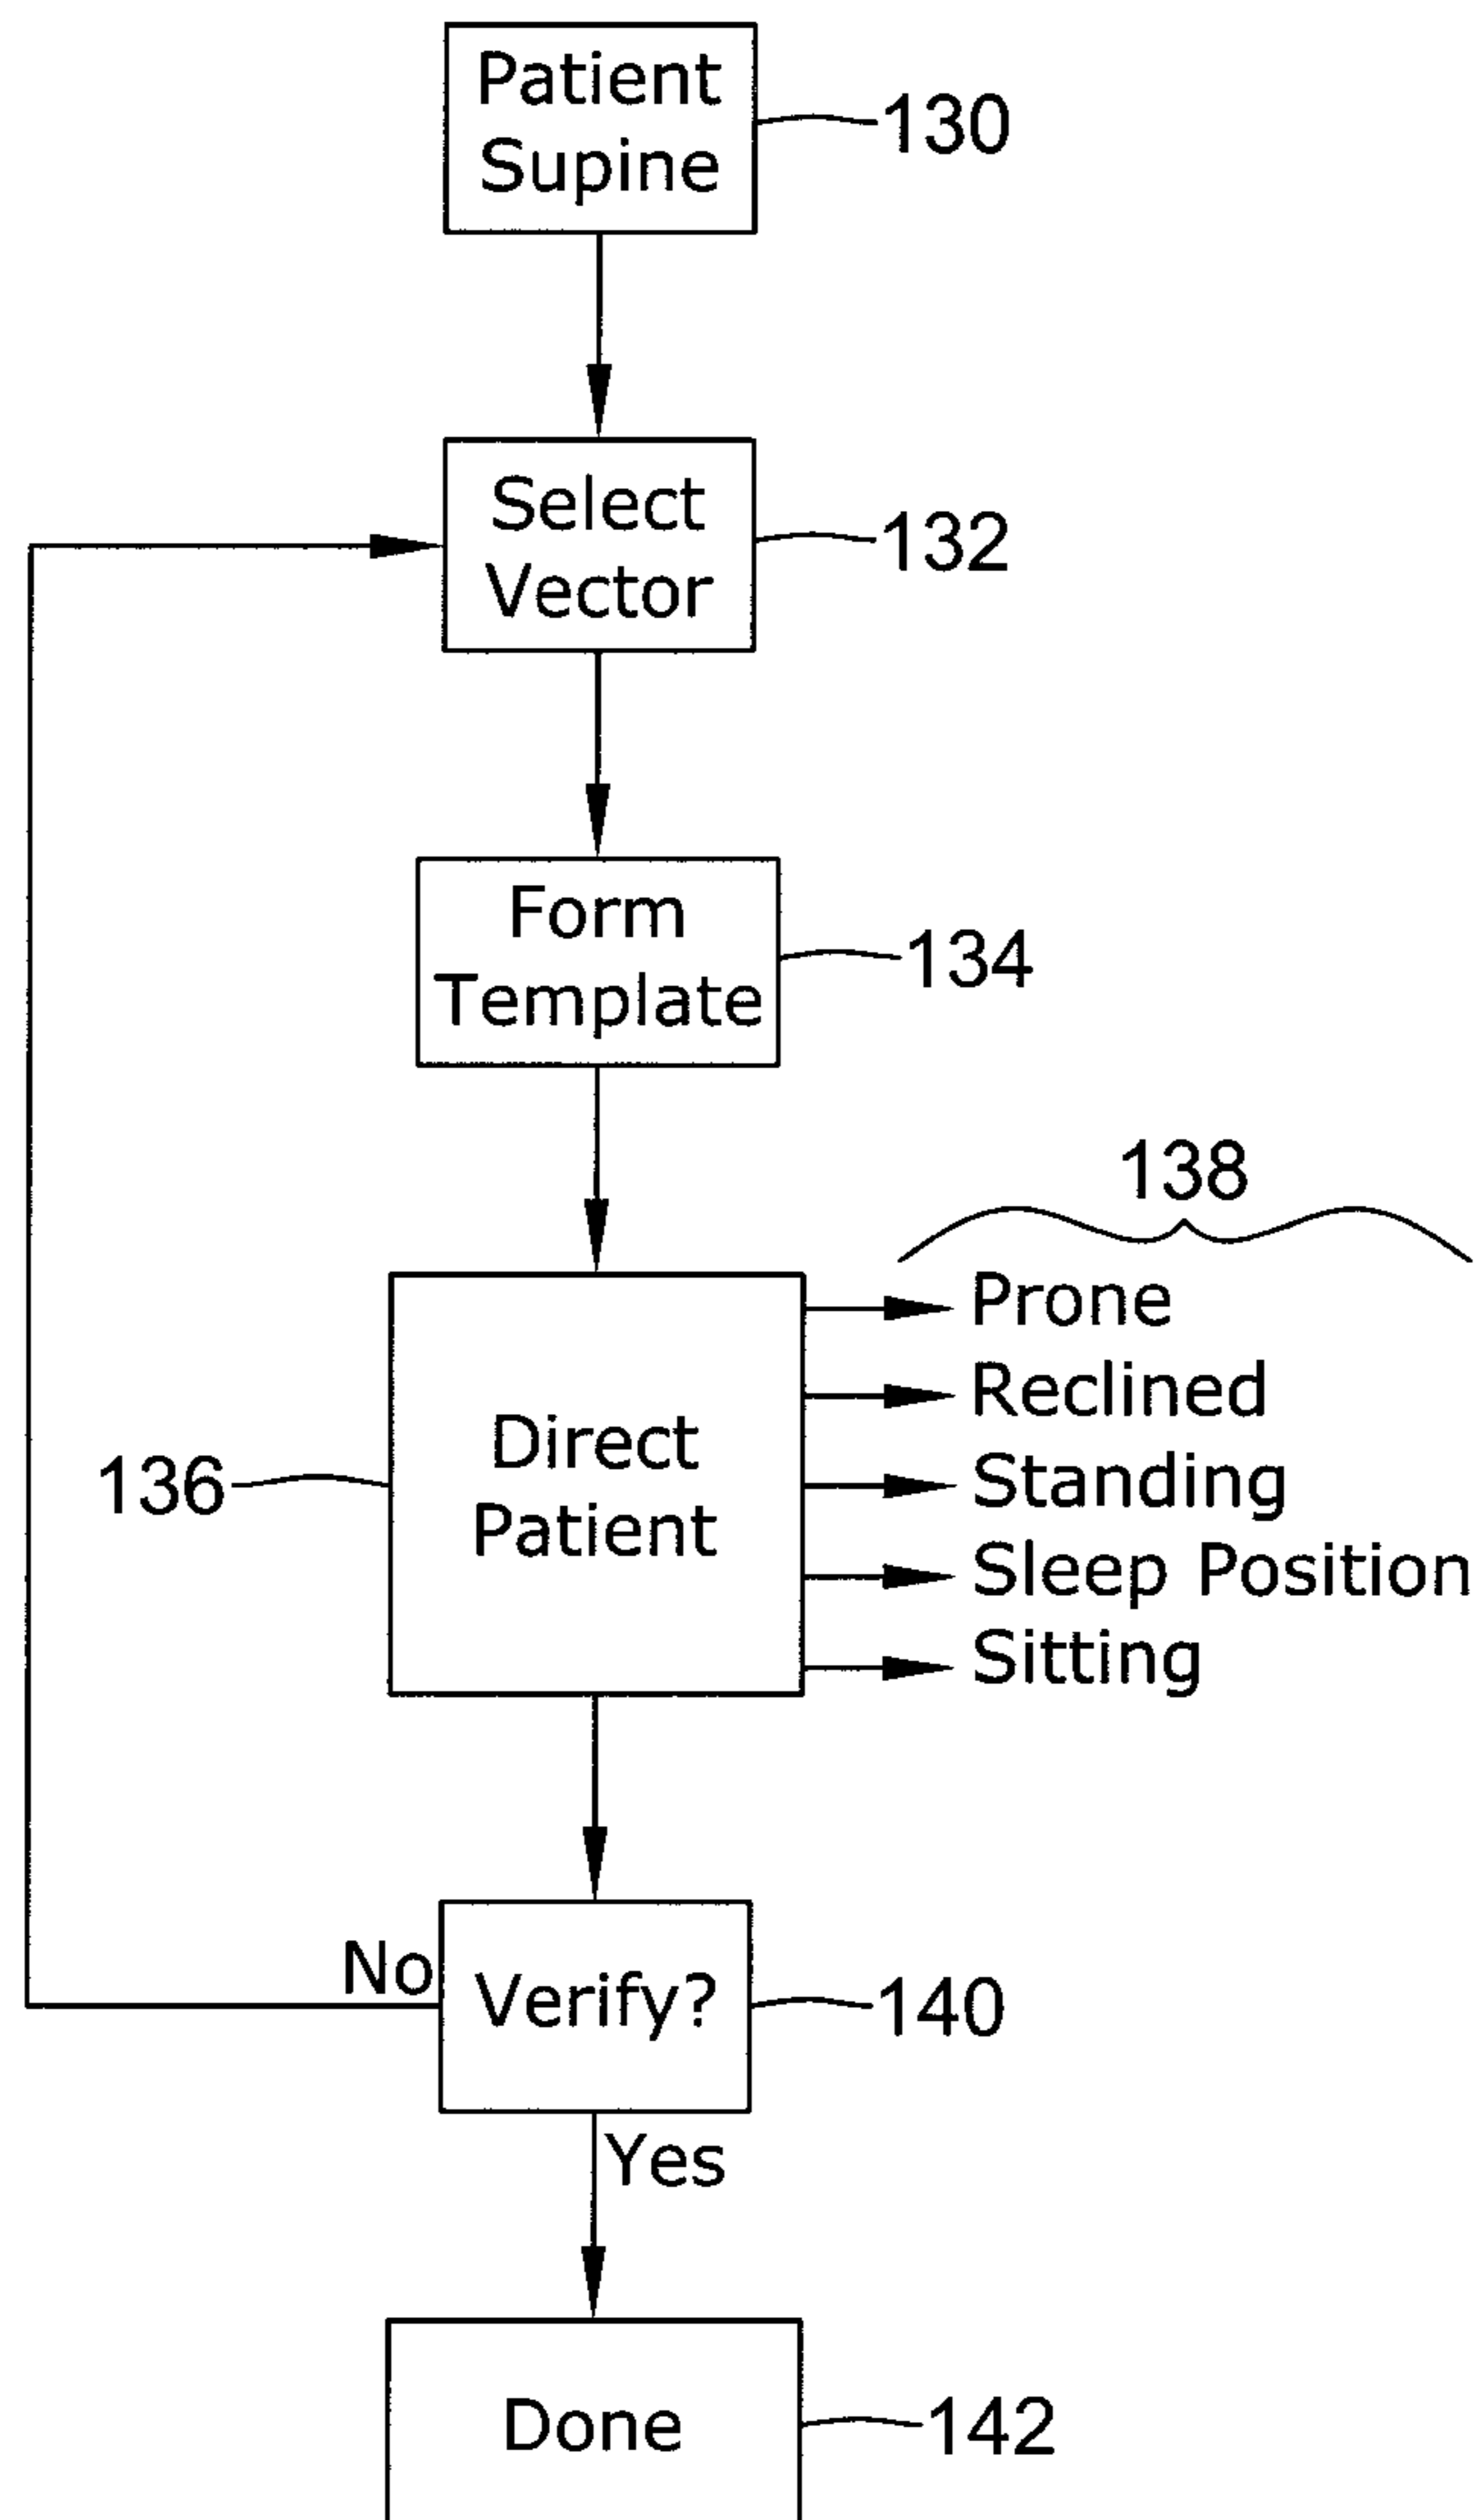 Patient
Supine
130
Select
Vector
132
Form
Template
134
138
Prone
Reclined
Standing
Sleep Position
Sitting
Direct
Patient
136
No
Verify?
140
Yes
Done
142